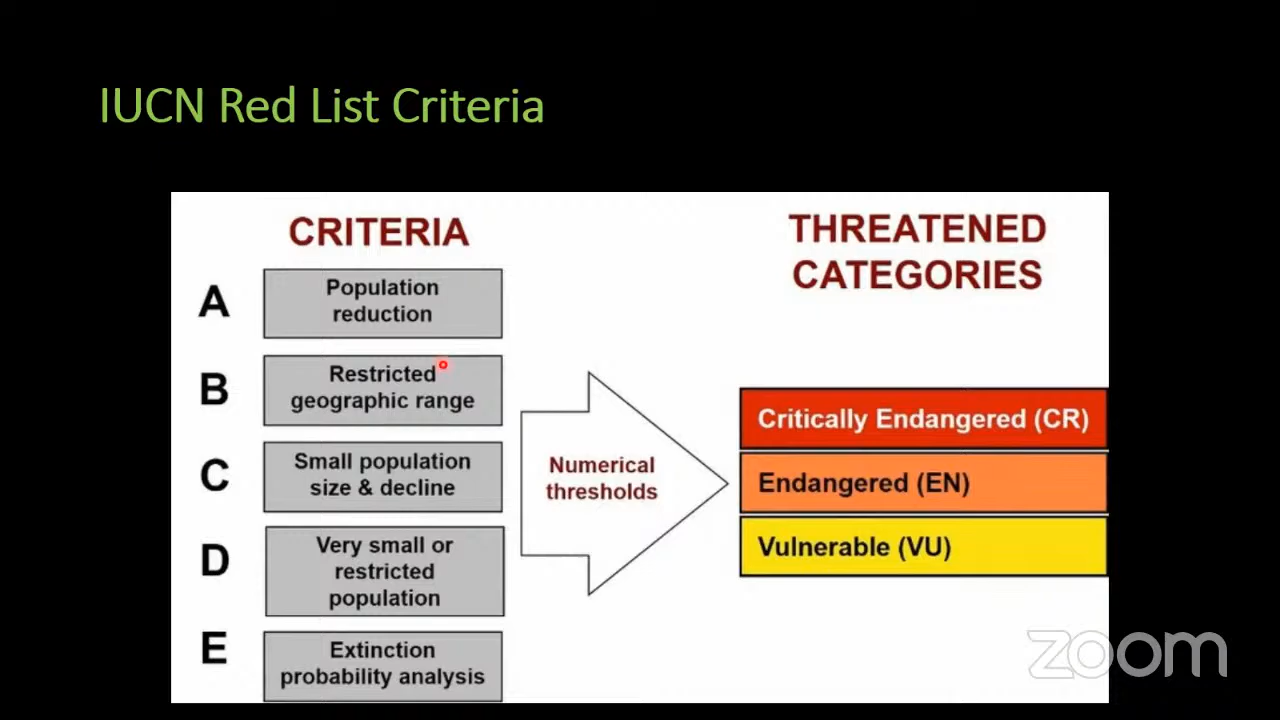 IUCN Red List Criteria
CRITERIA
THREATENED
CATEGORIES
A
Population
reduction
B
Restricted
geographic range
C
Small population
size & decline
D
Very small or
restricted
population
E
Extinction
probability analysis
Numerical
thresholds
Critically Endangered (CR)
Endangered (EN)
Vulnerable (VU)
zoom